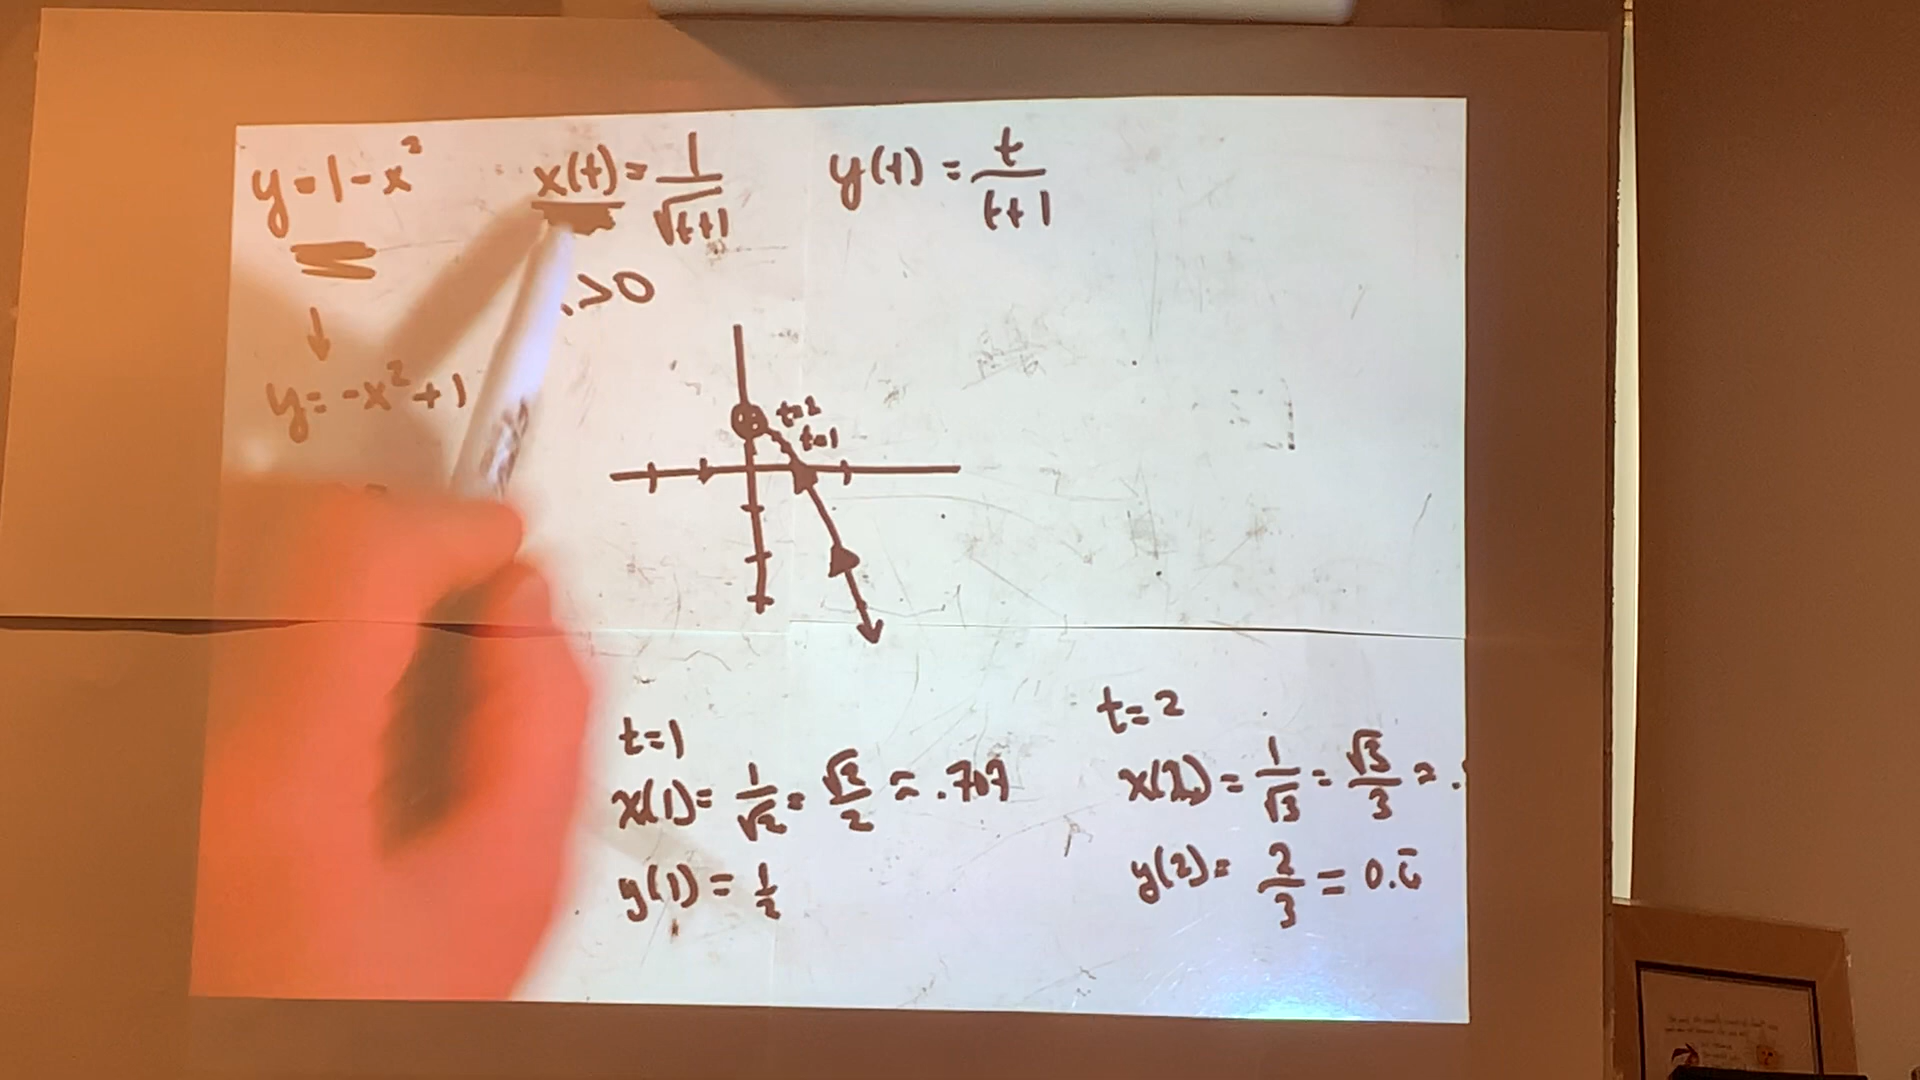 y=1-x² x(t)=1/√(t+1) y(t)=t/(t+1)
>0
↓
y=-x²+1
t=2
t=1
t=1 t=2
x(1)=1/√2=√2/2≈.707 x(2)=1/√3=√3/3≈.
y(1)=1/2 y(2)=2/3=0.6̅